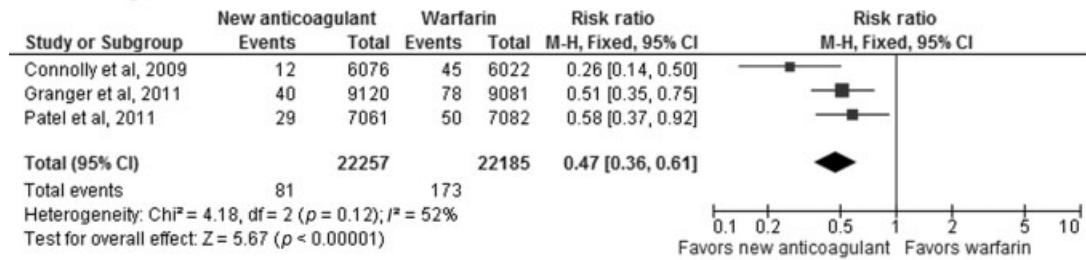 New anticoagulant Warfarin Risk ratio Risk ratio
Study or Subgroup Events Total Events Total M-H, Fixed, 95% CI M-H, Fixed, 95% CI
Connolly et al, 2009 12 6076 45 6022 0.26 [0.14, 0.50]
Granger et al, 2011 40 9120 78 9081 0.51 [0.35, 0.75]
Patel et al, 2011 29 7061 50 7082 0.58 [0.37, 0.92]
Total (95% CI) 22257 22185 0.47 [0.36, 0.61]
Total events 81 173
Heterogeneity: Chi² = 4.18, df = 2 (p = 0.12); I² = 52%
Test for overall effect: Z = 5.67 (p < 0.00001)
0.1 0.2 0.5 1 2 5 10
Favors new anticoagulant Favors warfarin